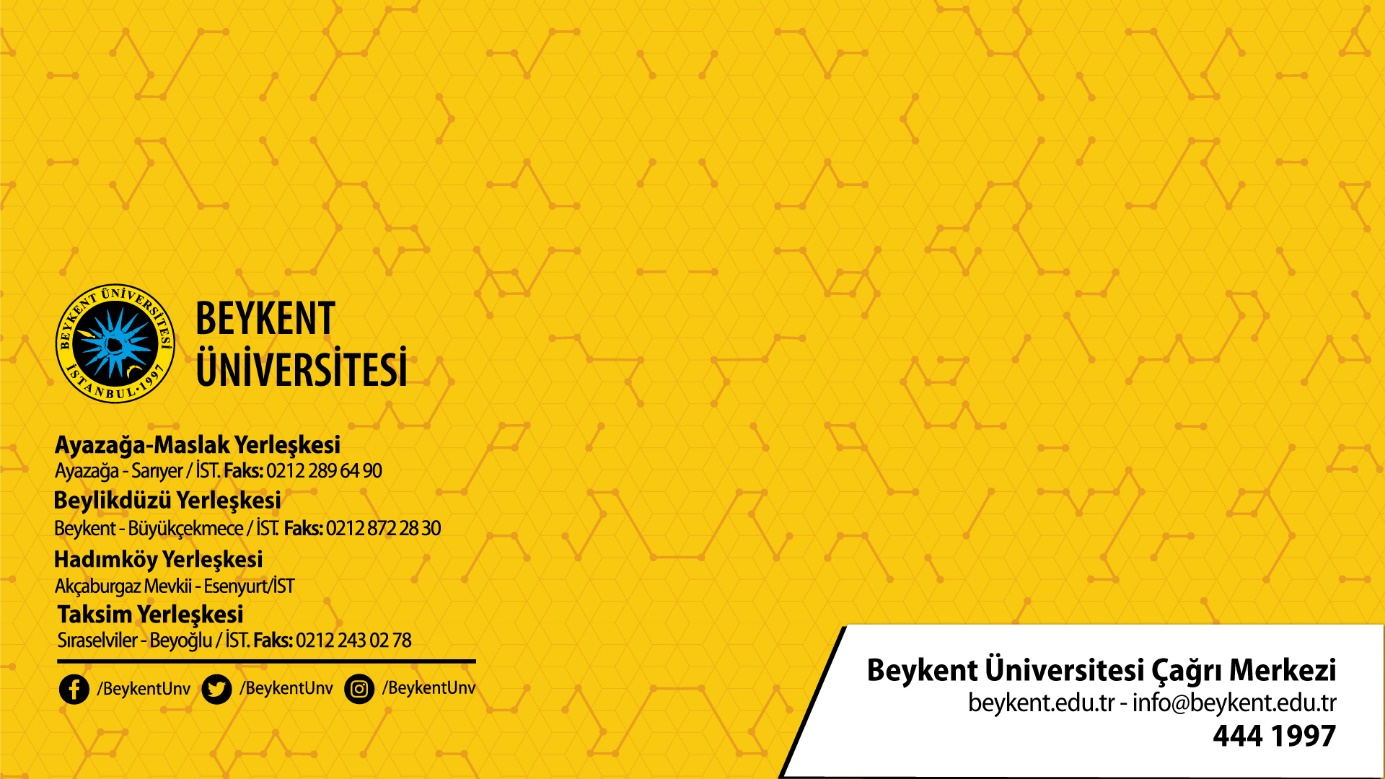 BEYKENT ÜNİVERSİTESİ
İSTANBUL·1997
BEYKENT
ÜNİVERSİTESİ
Ayazağa-Maslak Yerleşkesi
Ayazağa - Sarıyer / İST. Faks: 0212 289 64 90
Beylikdüzü Yerleşkesi
Beykent - Büyükçekmece / İST. Faks: 0212 872 28 30
Hadımköy Yerleşkesi
Akçaburgaz Mevkii - Esenyurt/İST
Taksim Yerleşkesi
Sıraselviler - Beyoğlu / İST. Faks: 0212 243 02 78
/BeykentUnv /BeykentUnv /BeykentUnv
Beykent Üniversitesi Çağrı Merkezi
beykent.edu.tr - info@beykent.edu.tr
444 1997